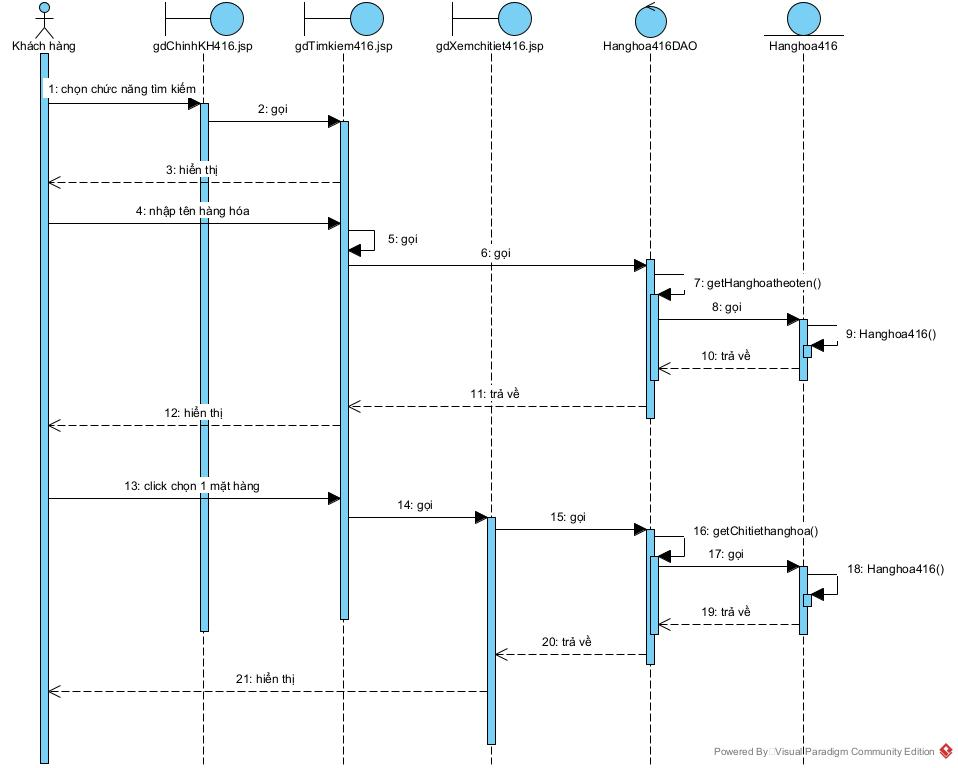 Khách hàng
gdChinhKH416.jsp
gdTimkiem416.jsp
gdXemchitiet416.jsp
Hanghoa416DAO
Hanghoa416
1: chọn chức năng tìm kiếm
2: gọi
3: hiển thị
4: nhập tên hàng hóa
5: gọi
6: gọi
7: getHanghoatheoten()
8: gọi
9: Hanghoa416()
10: trả về
11: trả về
12: hiển thị
13: click chọn 1 mặt hàng
14: gọi
15: gọi
16: getChitiethanghoa()
17: gọi
18: Hanghoa416()
19: trả về
20: trả về
21: hiển thị
Powered By Visual Paradigm Community Edition